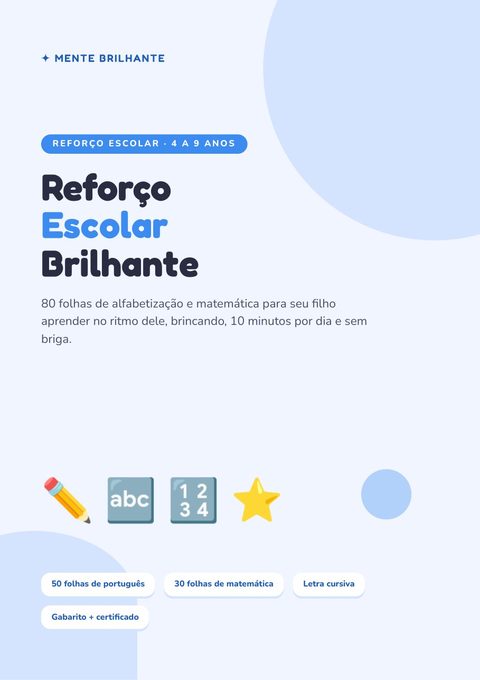 ✦ MENTE BRILHANTE
REFORÇO ESCOLAR · 4 A 9 ANOS
Reforço
Escolar
Brilhante
80 folhas de alfabetização e matemática para seu filho
aprender no ritmo dele, brincando, 10 minutos por dia e sem
briga.
abc
1 2
3 4
50 folhas de português
30 folhas de matemática
Letra cursiva
Gabarito + certificado